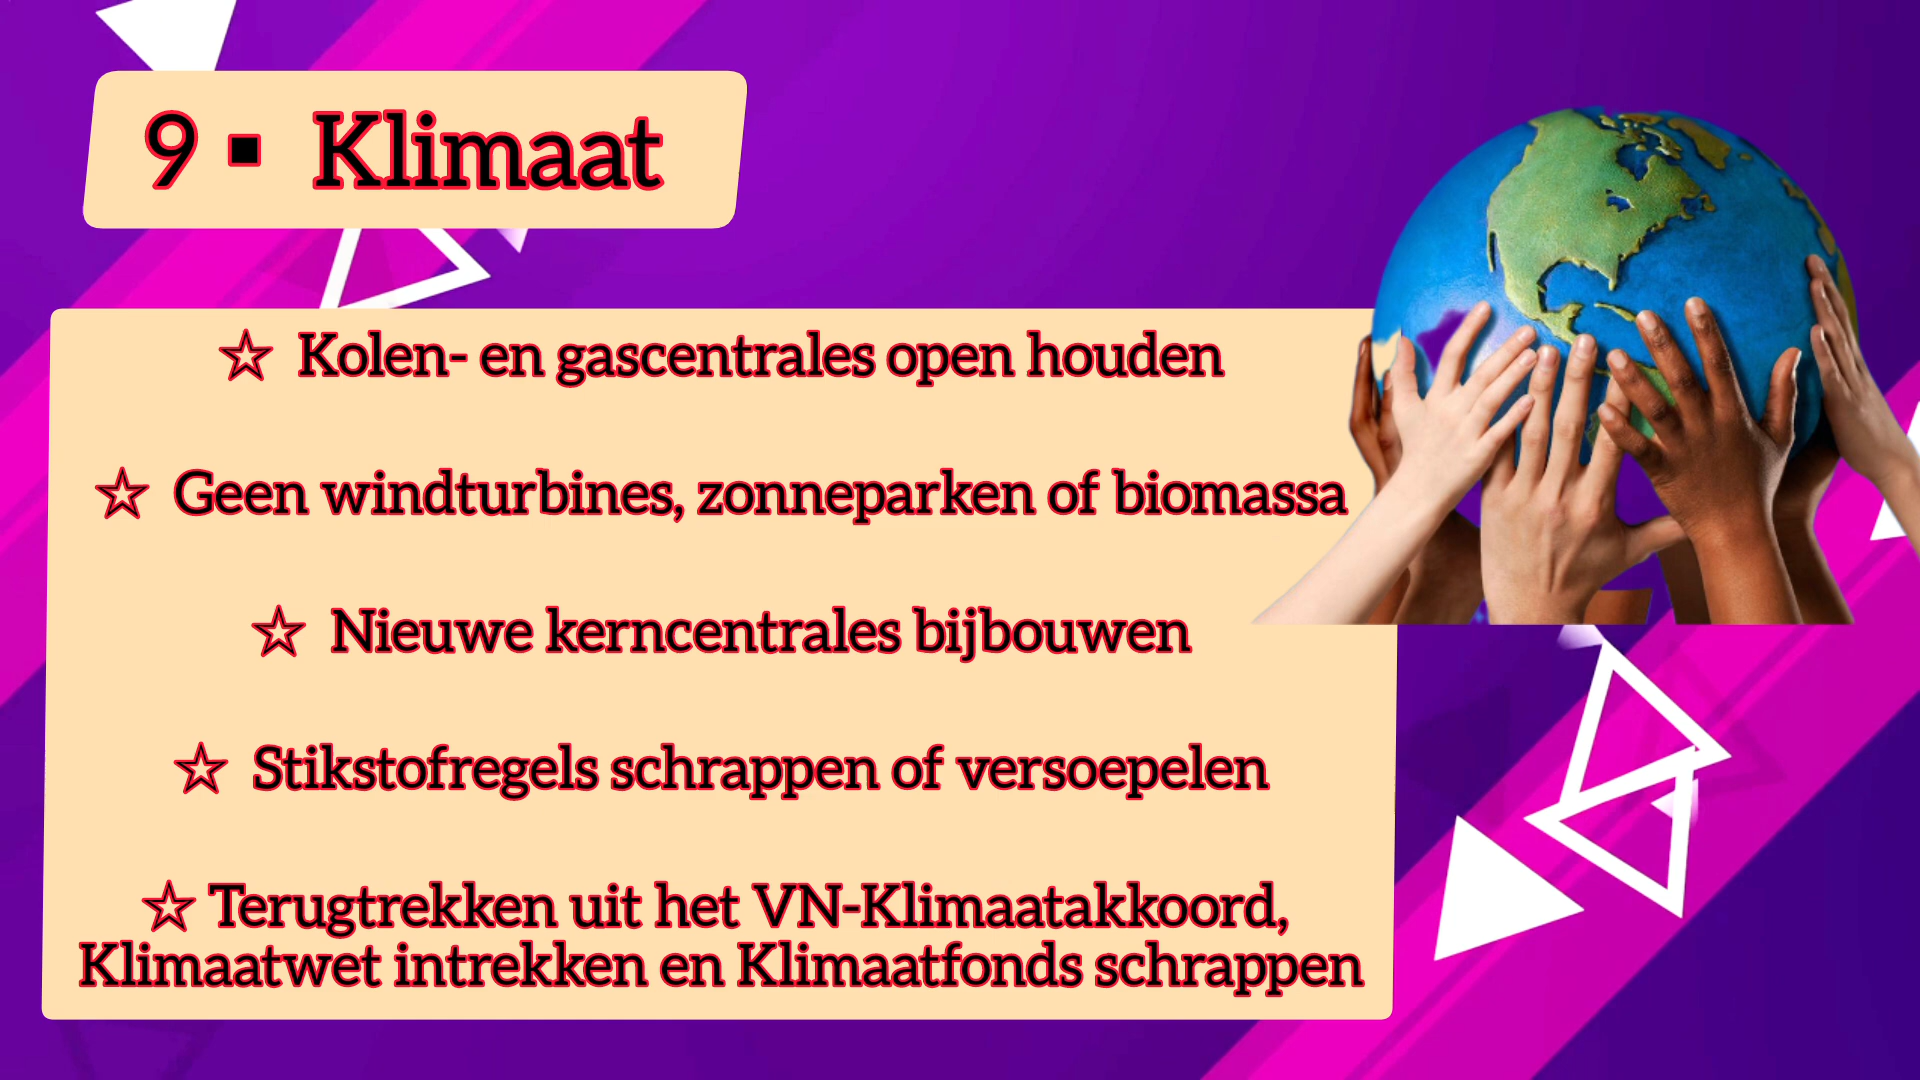 9 ▪ Klimaat
☆ Kolen- en gascentrales open houden
☆ Geen windturbines, zonneparken of biomassa
☆ Nieuwe kerncentrales bijbouwen
☆ Stikstofregels schrappen of versoepelen
☆ Terugtrekken uit het VN-Klimaatakkoord,
Klimaatwet intrekken en Klimaatfonds schrappen